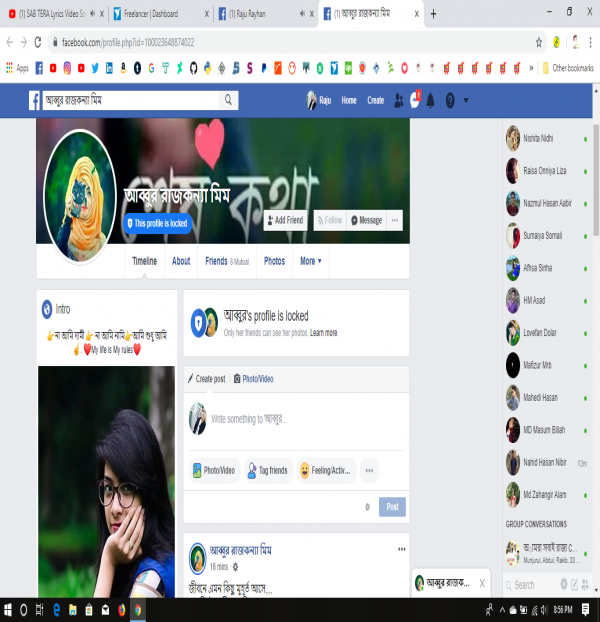 (1) SAB TERA Lyrics Video So
Freelancer | Dashboard
(1) Raju Rayhan
(1) আব্বুর রাজকন্যা মিম
facebook.com/profile.php?id=100023648874022
Apps
Other bookmarks
আব্বুর রাজকন্যা মিম
Raju Home Create
আব্বুর রাজকন্যা মিম
This profile is locked
Add Friend Follow Message
Timeline About Friends 6 Mutual Photos More
Intro
না আমি দামী না আমি নামি আমি শুধু আমি
My life is My rules
আব্বুর's profile is locked
Only her friends can see her photos. Learn more
Create post Photo/Video
Write something to আব্বুর...
Photo/Video Tag friends Feeling/Activ...
Post
আব্বুর রাজকন্যা মিম
16 mins
জীবনে এমন কিছু মুহূর্ত আসে....
Nishita Nidhi
Raisa Onniya Liza
Nazmul Hasan Aabir
Sumaiya Somali
Afhsa Sinha
HM Asad
Lovefan Dolar
Mafizur Mrb
Mahedi Hasan
MD Masum Billah
Nahid Hasan Nibir 12m
Md Zahangir Alam
GROUP CONVERSATIONS
Munjurul, Abdul, Rakib, 33 ...
Search
আব্বুর রাজক...
8:56 PM